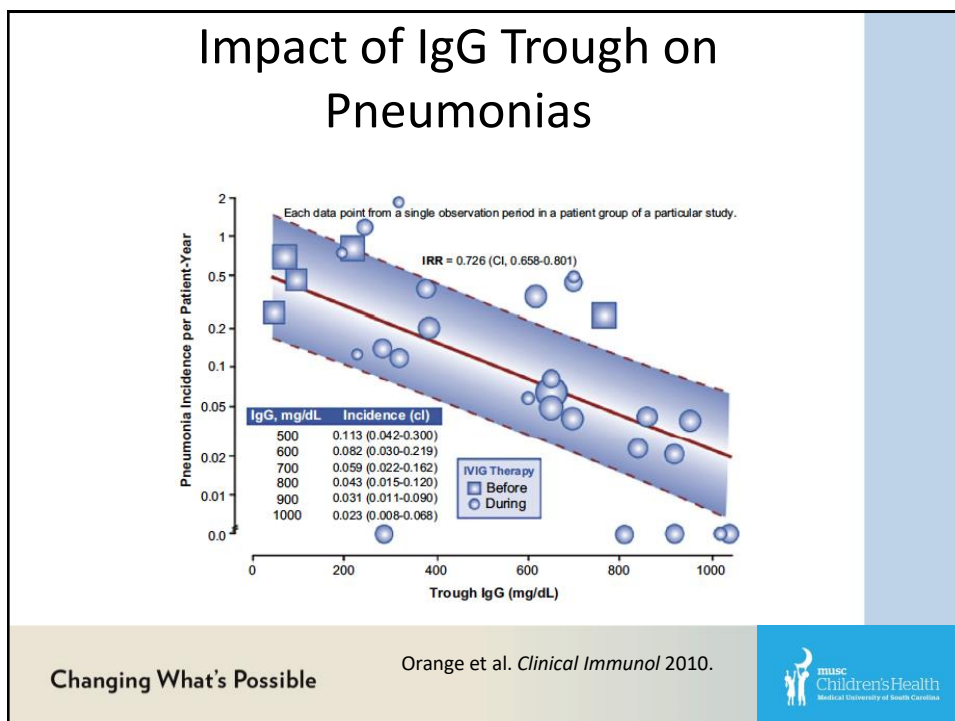 Impact of IgG Trough on
Pneumonias
Each data point from a single observation period in a patient group of a particular study.
IRR = 0.726 (CI, 0.658-0.801)
Pneumonia Incidence per Patient-Year
2
1
0.5
0.2
0.1
0.05
0.02
0.01
0.0
IgG, mg/dL Incidence (cl)
500 0.113 (0.042-0.300)
600 0.082 (0.030-0.219)
700 0.059 (0.022-0.162)
800 0.043 (0.015-0.120)
900 0.031 (0.011-0.090)
1000 0.023 (0.008-0.068)
IVIG Therapy
Before
During
0 200 400 600 800 1000
Trough IgG (mg/dL)
Changing What's Possible
Orange et al. Clinical Immunol 2010.
musc
Children's Health
Medical University of South Carolina